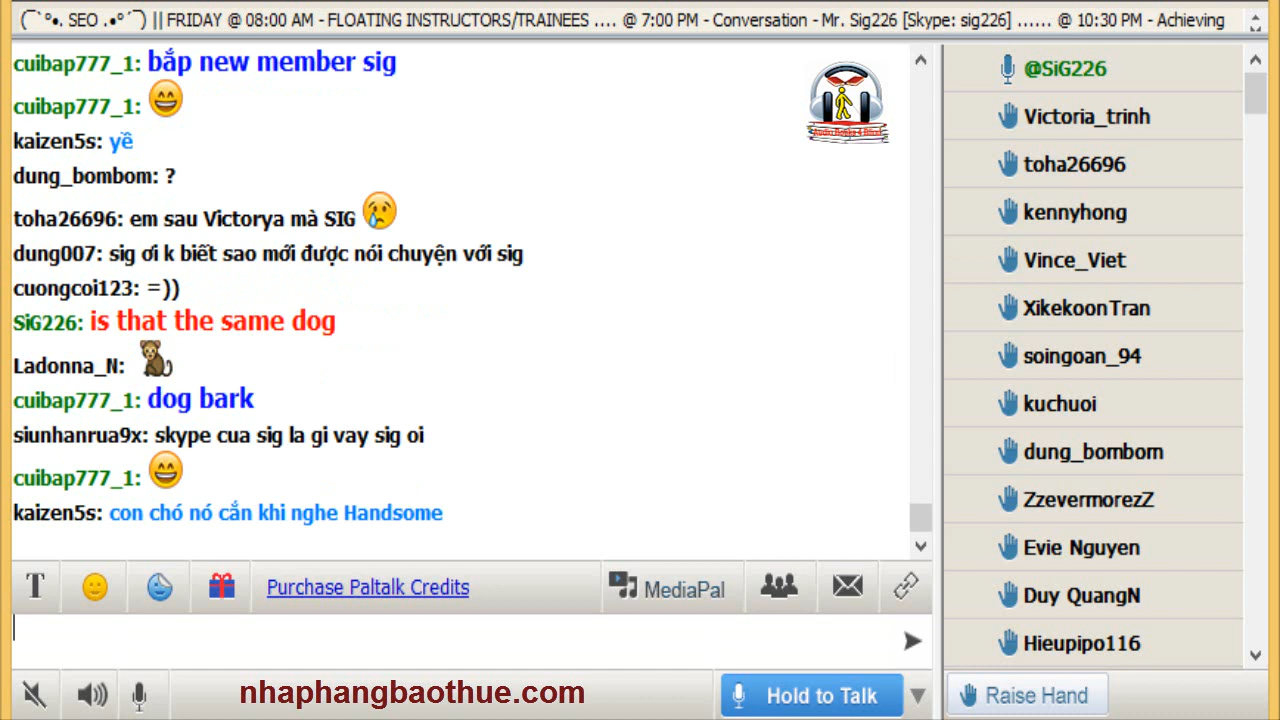 (¯`°•. SEO .•°´¯) || FRIDAY @ 08:00 AM - FLOATING INSTRUCTORS/TRAINEES .... @ 7:00 PM - Conversation - Mr. Sig226 [Skype: sig226] ...... @ 10:30 PM - Achieving
cuibap777_1: bắp new member sig
cuibap777_1:
kaizen5s: yề
dung_bombom: ?
toha26696: em sau Victorya mà SIG
dung007: sig ơi k biết sao mới được nói chuyện với sig
cuongcoi123: =))
SiG226: is that the same dog
Ladonna_N:
cuibap777_1: dog bark
siunhanrua9x: skype cua sig la gi vay sig oi
cuibap777_1:
kaizen5s: con chó nó cắn khi nghe Handsome
@SiG226
Victoria_trinh
toha26696
kennyhong
Vince_Viet
XikekoonTran
soingoan_94
kuchuoi
dung_bombom
ZzevermorezZ
Evie Nguyen
Duy QuangN
Hieupipo116
T
Purchase Paltalk Credits
MediaPal
nhaphangbaothue.com
Hold to Talk
Raise Hand